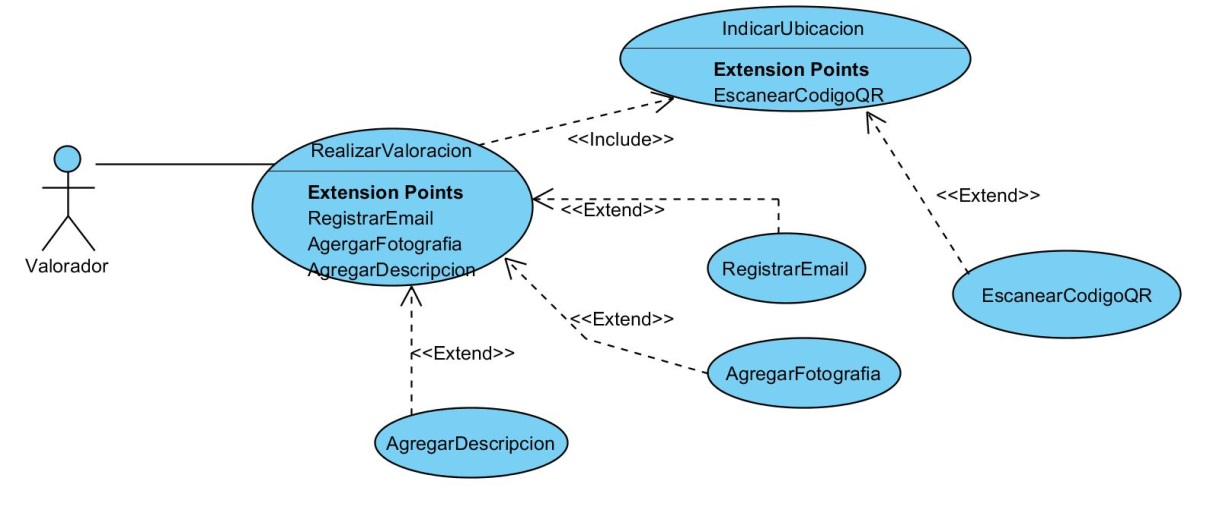 IndicarUbicacion
Extension Points
EscanearCodigoQR
<<Include>>
RealizarValoracion
Extension Points
RegistrarEmail
AgergarFotografia
AgregarDescripcion
Valorador
<<Extend>>
<<Extend>>
RegistrarEmail
EscanearCodigoQR
<<Extend>>
<<Extend>>
AgregarFotografia
AgregarDescripcion